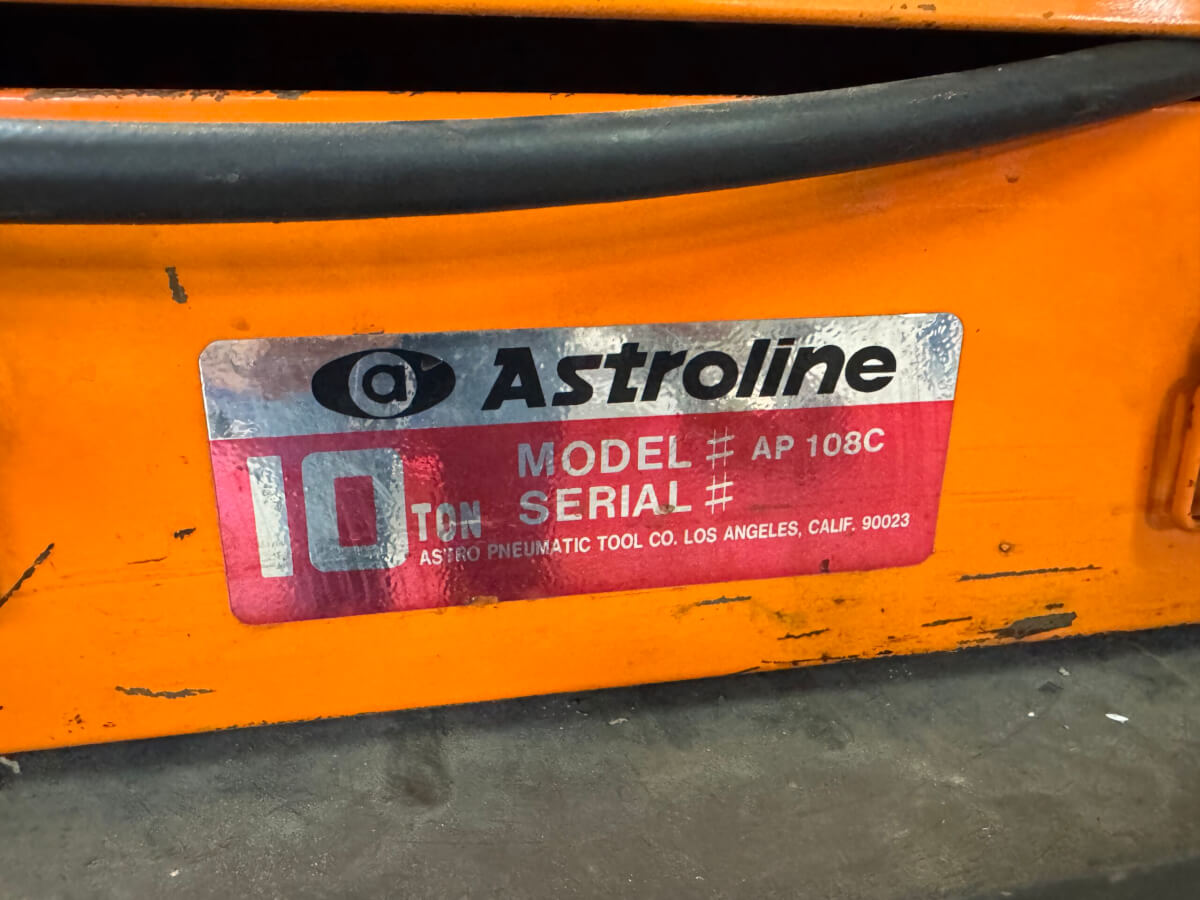 a Astroline
10 TON
MODEL # AP 108C
SERIAL #
ASTRO PNEUMATIC TOOL CO. LOS ANGELES, CALIF. 90023